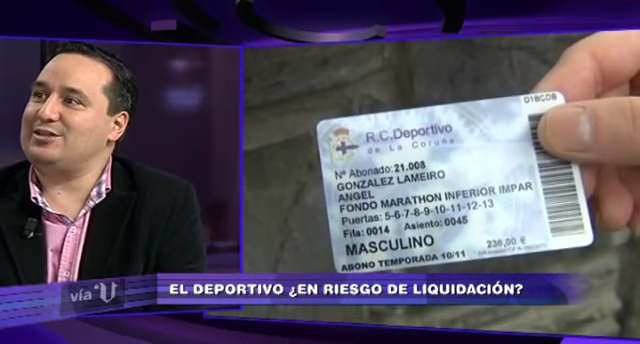 D1BCDB
R.C.Deportivo
de La Coruña
Nº Abonado: 21.008
GONZALEZ LAMEIRO
ANGEL
FONDO MARATHON INFERIOR IMPAR
Puertas: 5-6-7-8-9-10-11-12-13
Fila: 0014 Asiento: 0045
MASCULINO
236,00 €
ABONO TEMPORADA 10/11
vía V
EL DEPORTIVO ¿EN RIESGO DE LIQUIDACIÓN?